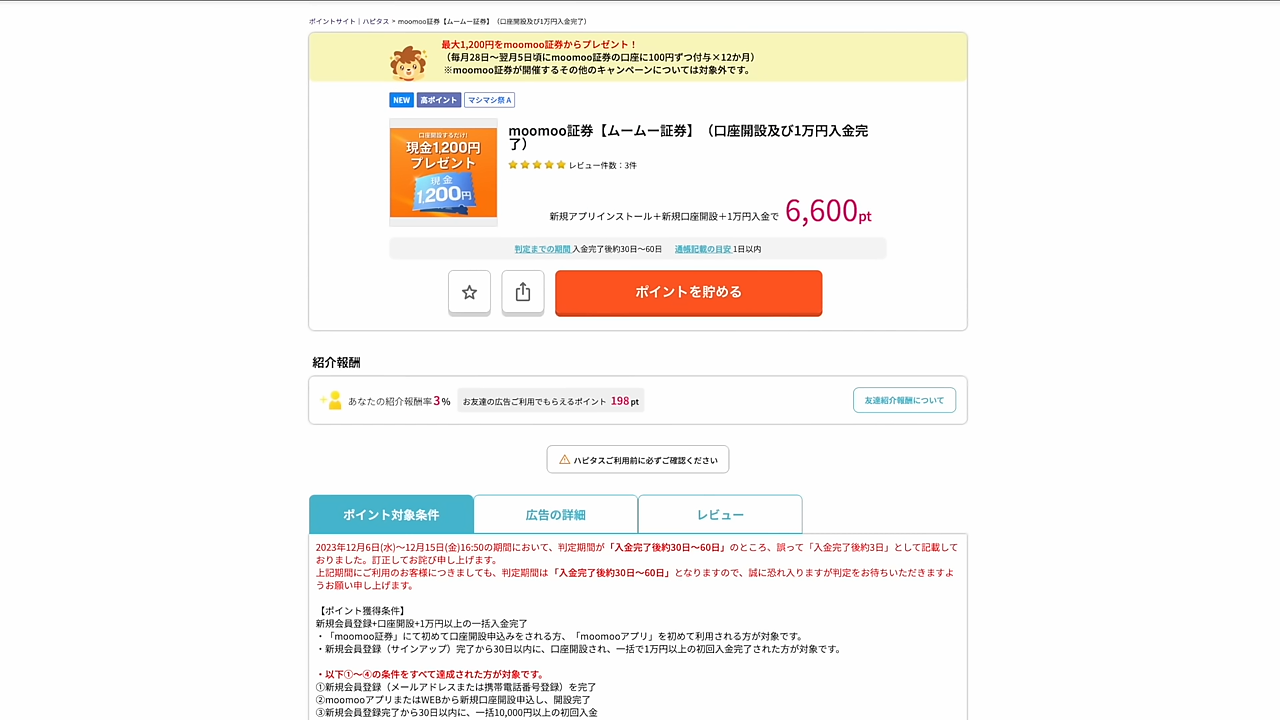 ポイントサイト｜ハピタス > moomoo証券【ムームー証券】（口座開設及び1万円入金完了）
最大1,200円をmoomoo証券からプレゼント！
（毎月28日～翌月5日頃にmoomoo証券の口座に100円ずつ付与×12か月）
※moomoo証券が開催するその他のキャンペーンについては対象外です。
NEW 高ポイント マシマシ祭 A
口座開設するだけ!
現金1,200円
プレゼント
現金
1,200円
moomoo証券【ムームー証券】（口座開設及び1万円入金完
了）
レビュー件数：3件
新規アプリインストール＋新規口座開設＋1万円入金で 6,600pt
判定までの期間 入金完了後約30日～60日 通帳記載の目安 1日以内
ポイントを貯める
紹介報酬
あなたの紹介報酬率 3 % お友達の広告ご利用でもらえるポイント 198 pt 友達紹介報酬について
ハピタスご利用前に必ずご確認ください
ポイント対象条件 広告の詳細 レビュー
2023年12月6日(水)～12月15日(金)16:50の期間において、判定期間が「入金完了後約30日～60日」のところ、誤って「入金完了後約3日」として記載して
おりました。訂正してお詫び申し上げます。
上記期間にご利用のお客様につきましても、判定期間は「入金完了後約30日～60日」となりますので、誠に恐れ入りますが判定をお待ちいただきますよ
うお願い申し上げます。
【ポイント獲得条件】
新規会員登録+口座開設+1万円以上の一括入金完了
・「moomoo証券」にて初めて口座開設申込みをされる方、「moomooアプリ」を初めて利用される方が対象です。
・新規会員登録（サインアップ）完了から30日以内に、口座開設され、一括で1万円以上の初回入金完了された方が対象です。
・以下①～④の条件をすべて達成された方が対象です。
①新規会員登録（メールアドレスまたは携帯電話番号登録）を完了
②moomooアプリまたはWEBから新規口座開設申込し、開設完了
③新規会員登録完了から30日以内に、一括10,000円以上の初回入金